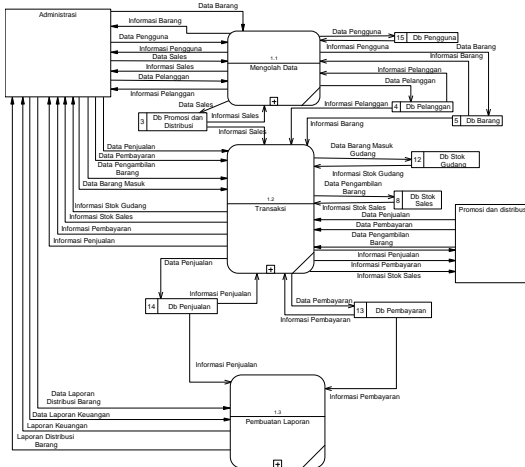 Administrasi
Data Barang
Informasi Barang
Data Pengguna
Informasi Pengguna
Data Sales
Informasi Sales
Data Pelanggan
Informasi Pelanggan
1.1
Mengolah Data
Data Pengguna
Informasi Pengguna
15
Db Pengguna
Data Barang
Informasi Barang
Informasi Pelanggan
Data Pelanggan
Informasi Pelanggan
4
Db Pelanggan
5
Db Barang
Informasi Barang
Data Sales
3
Db Promosi dan
Distribusi
Informasi Sales
Informasi Sales
Data Penjualan
Data Pembayaran
Data Pengambilan
Barang
Data Barang Masuk
Informasi Stok Gudang
Informasi Stok Sales
Informasi Pembayaran
Informasi Penjualan
1.2
Transaksi
Data Barang Masuk
Gudang
12
Db Stok
Gudang
Informasi Stok Gudang
Data Pengambilan
Barang
8
Db Stok
Sales
Informasi Stok Sales
Data Penjualan
Data Pembayaran
Data Pengambilan
Barang
Informasi Penjualan
Informasi Pembayaran
Informasi Stok Sales
Promosi dan distribus
Data Penjualan
Informasi Penjualan
14
Db Penjualan
Data Pembayaran
Informasi Pembayaran
13
Db Pembayaran
Informasi Penjualan
Informasi Pembayaran
1.3
Pembuatan Laporan
Data Laporan
Distribusi Barang
Data Laporan Keuangan
Laporan Keuangan
Laporan Distribusi
Barang